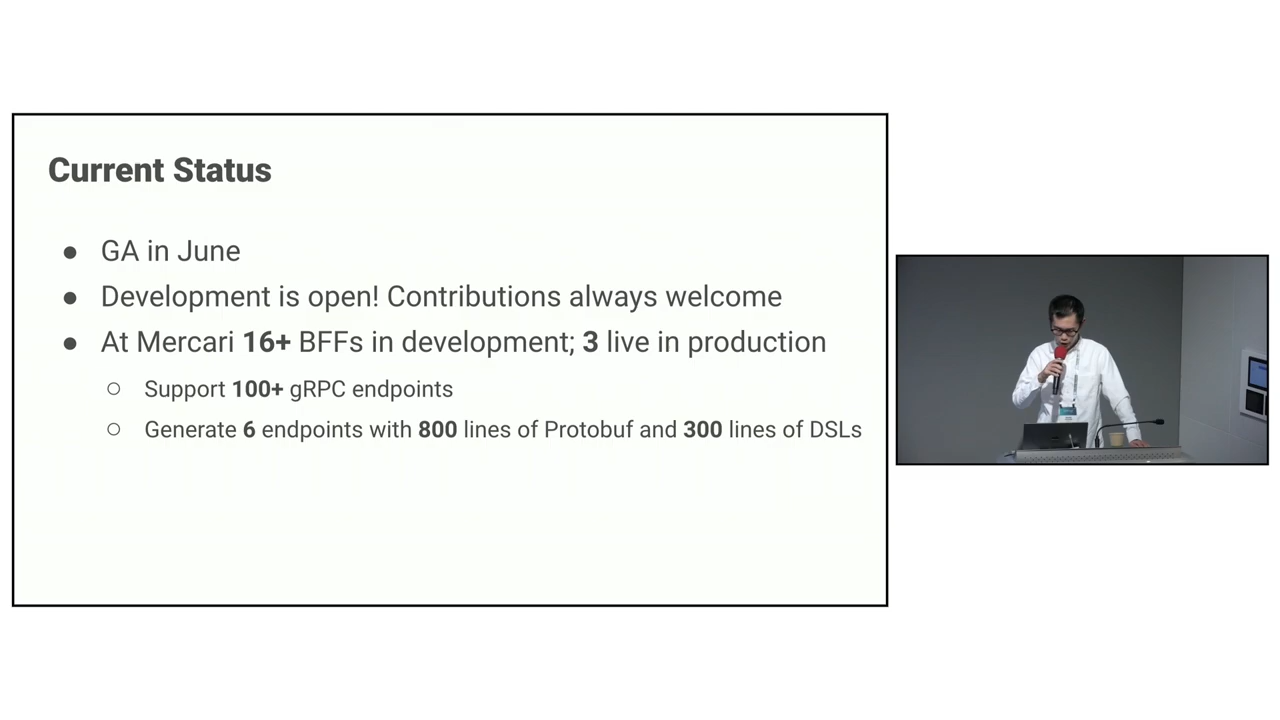 Current Status
● GA in June
● Development is open! Contributions always welcome
● At Mercari 16+ BFFs in development; 3 live in production
○ Support 100+ gRPC endpoints
○ Generate 6 endpoints with 800 lines of Protobuf and 300 lines of DSLs